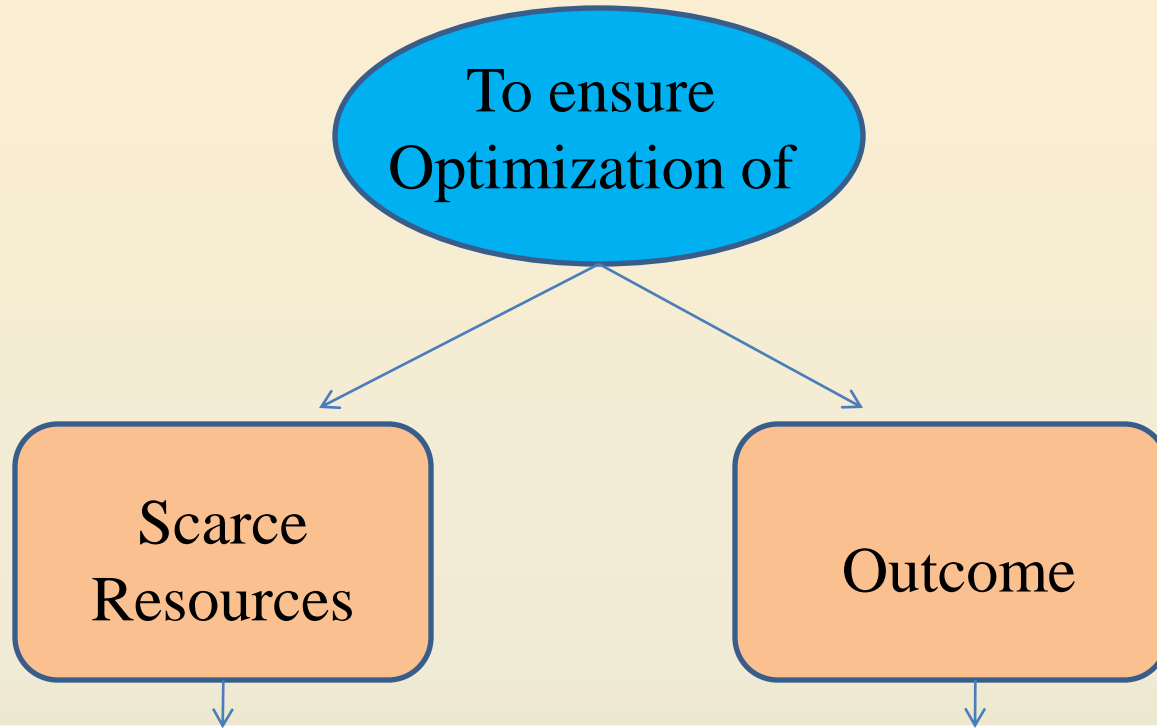 To ensure
Optimization of
Scarce
Resources
Outcome